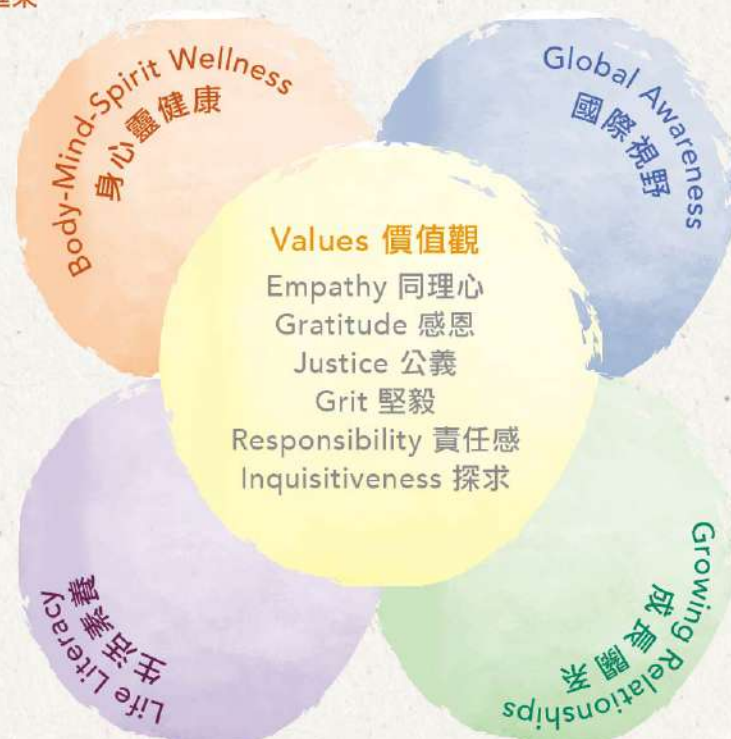 Body-Mind-Spirit Wellness
身心靈健康
Global Awareness
國際視野
Values 價值觀
Empathy 同理心
Gratitude 感恩
Justice 公義
Grit 堅毅
Responsibility 責任感
Inquisitiveness 探求
Life Literacy
生活素養
Growing Relationships
成長關系